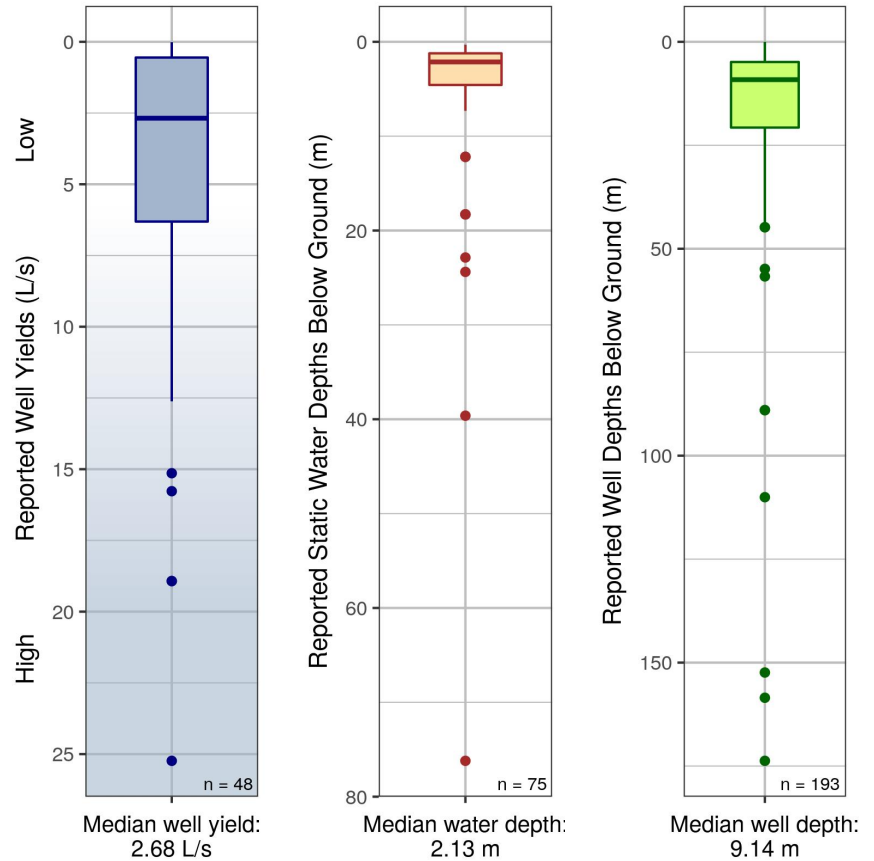 Low
Reported Well Yields (L/s)
High
0
5
10
15
20
25
n = 48
Median well yield:
2.68 L/s
Reported Static Water Depths Below Ground (m)
0
20
40
60
80
n = 75
Median water depth:
2.13 m
Reported Well Depths Below Ground (m)
0
50
100
150
n = 193
Median well depth:
9.14 m